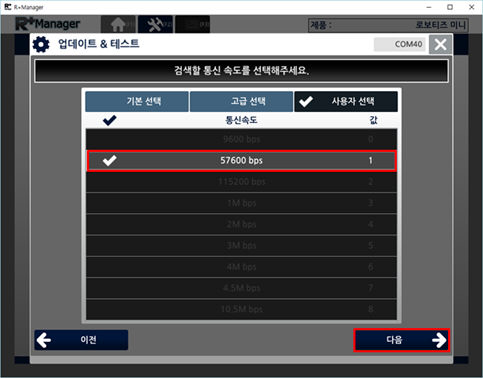 R+Manager
R+Manager (F1) (F2) (F3) 제품 : 로보티즈 미니
업데이트 & 테스트 COM40
검색할 통신 속도를 선택해주세요.
기본 선택 고급 선택 사용자 선택
통신속도 값
9600 bps 0
57600 bps 1
115200 bps 2
1M bps 3
2M bps 4
3M bps 5
4M bps 6
4.5M bps 7
10.5M bps 8
이전 다음